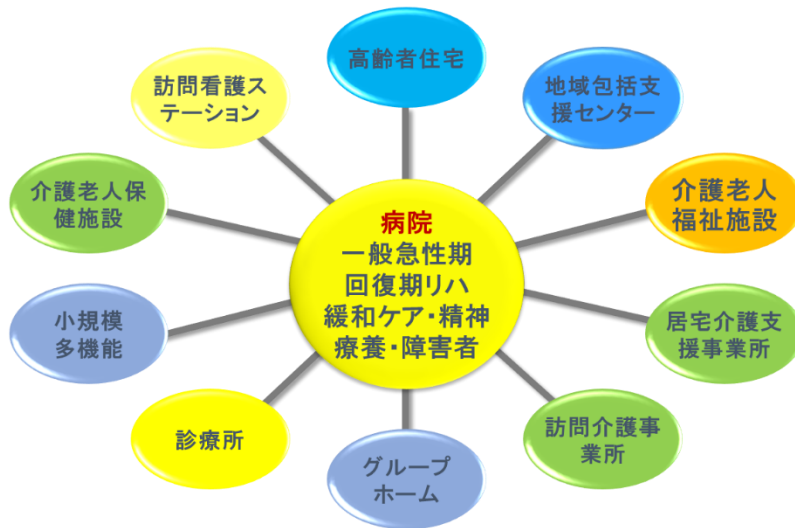 高齢者住宅
訪問看護ス
テーション
地域包括支
援センター
介護老人保
健施設
介護老人
福祉施設
病院
一般急性期
回復期リハ
緩和ケア・精神
療養・障害者
小規模
多機能
居宅介護支
援事業所
診療所
訪問介護事
業所
グループ
ホーム